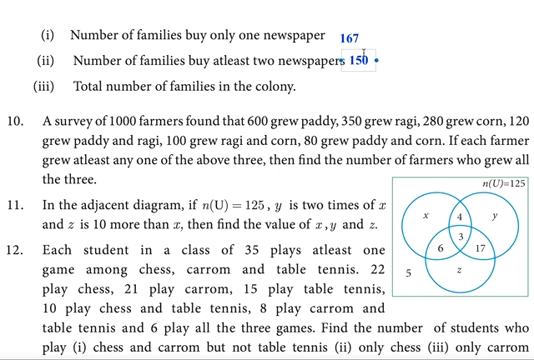 (i) Number of families buy only one newspaper 167
(ii) Number of families buy atleast two newspapers 150
(iii) Total number of families in the colony.
10. A survey of 1000 farmers found that 600 grew paddy, 350 grew ragi, 280 grew corn, 120
grew paddy and ragi, 100 grew ragi and corn, 80 grew paddy and corn. If each farmer
grew atleast any one of the above three, then find the number of farmers who grew all
the three.
n(U)=125
11. In the adjacent diagram, if n(U) = 125, y is two times of x
and z is 10 more than x, then find the value of x, y and z.
x 4 y
3
6 17
5 z
12. Each student in a class of 35 plays atleast one
game among chess, carrom and table tennis. 22
play chess, 21 play carrom, 15 play table tennis,
10 play chess and table tennis, 8 play carrom and
table tennis and 6 play all the three games. Find the number of students who
play (i) chess and carrom but not table tennis (ii) only chess (iii) only carrom